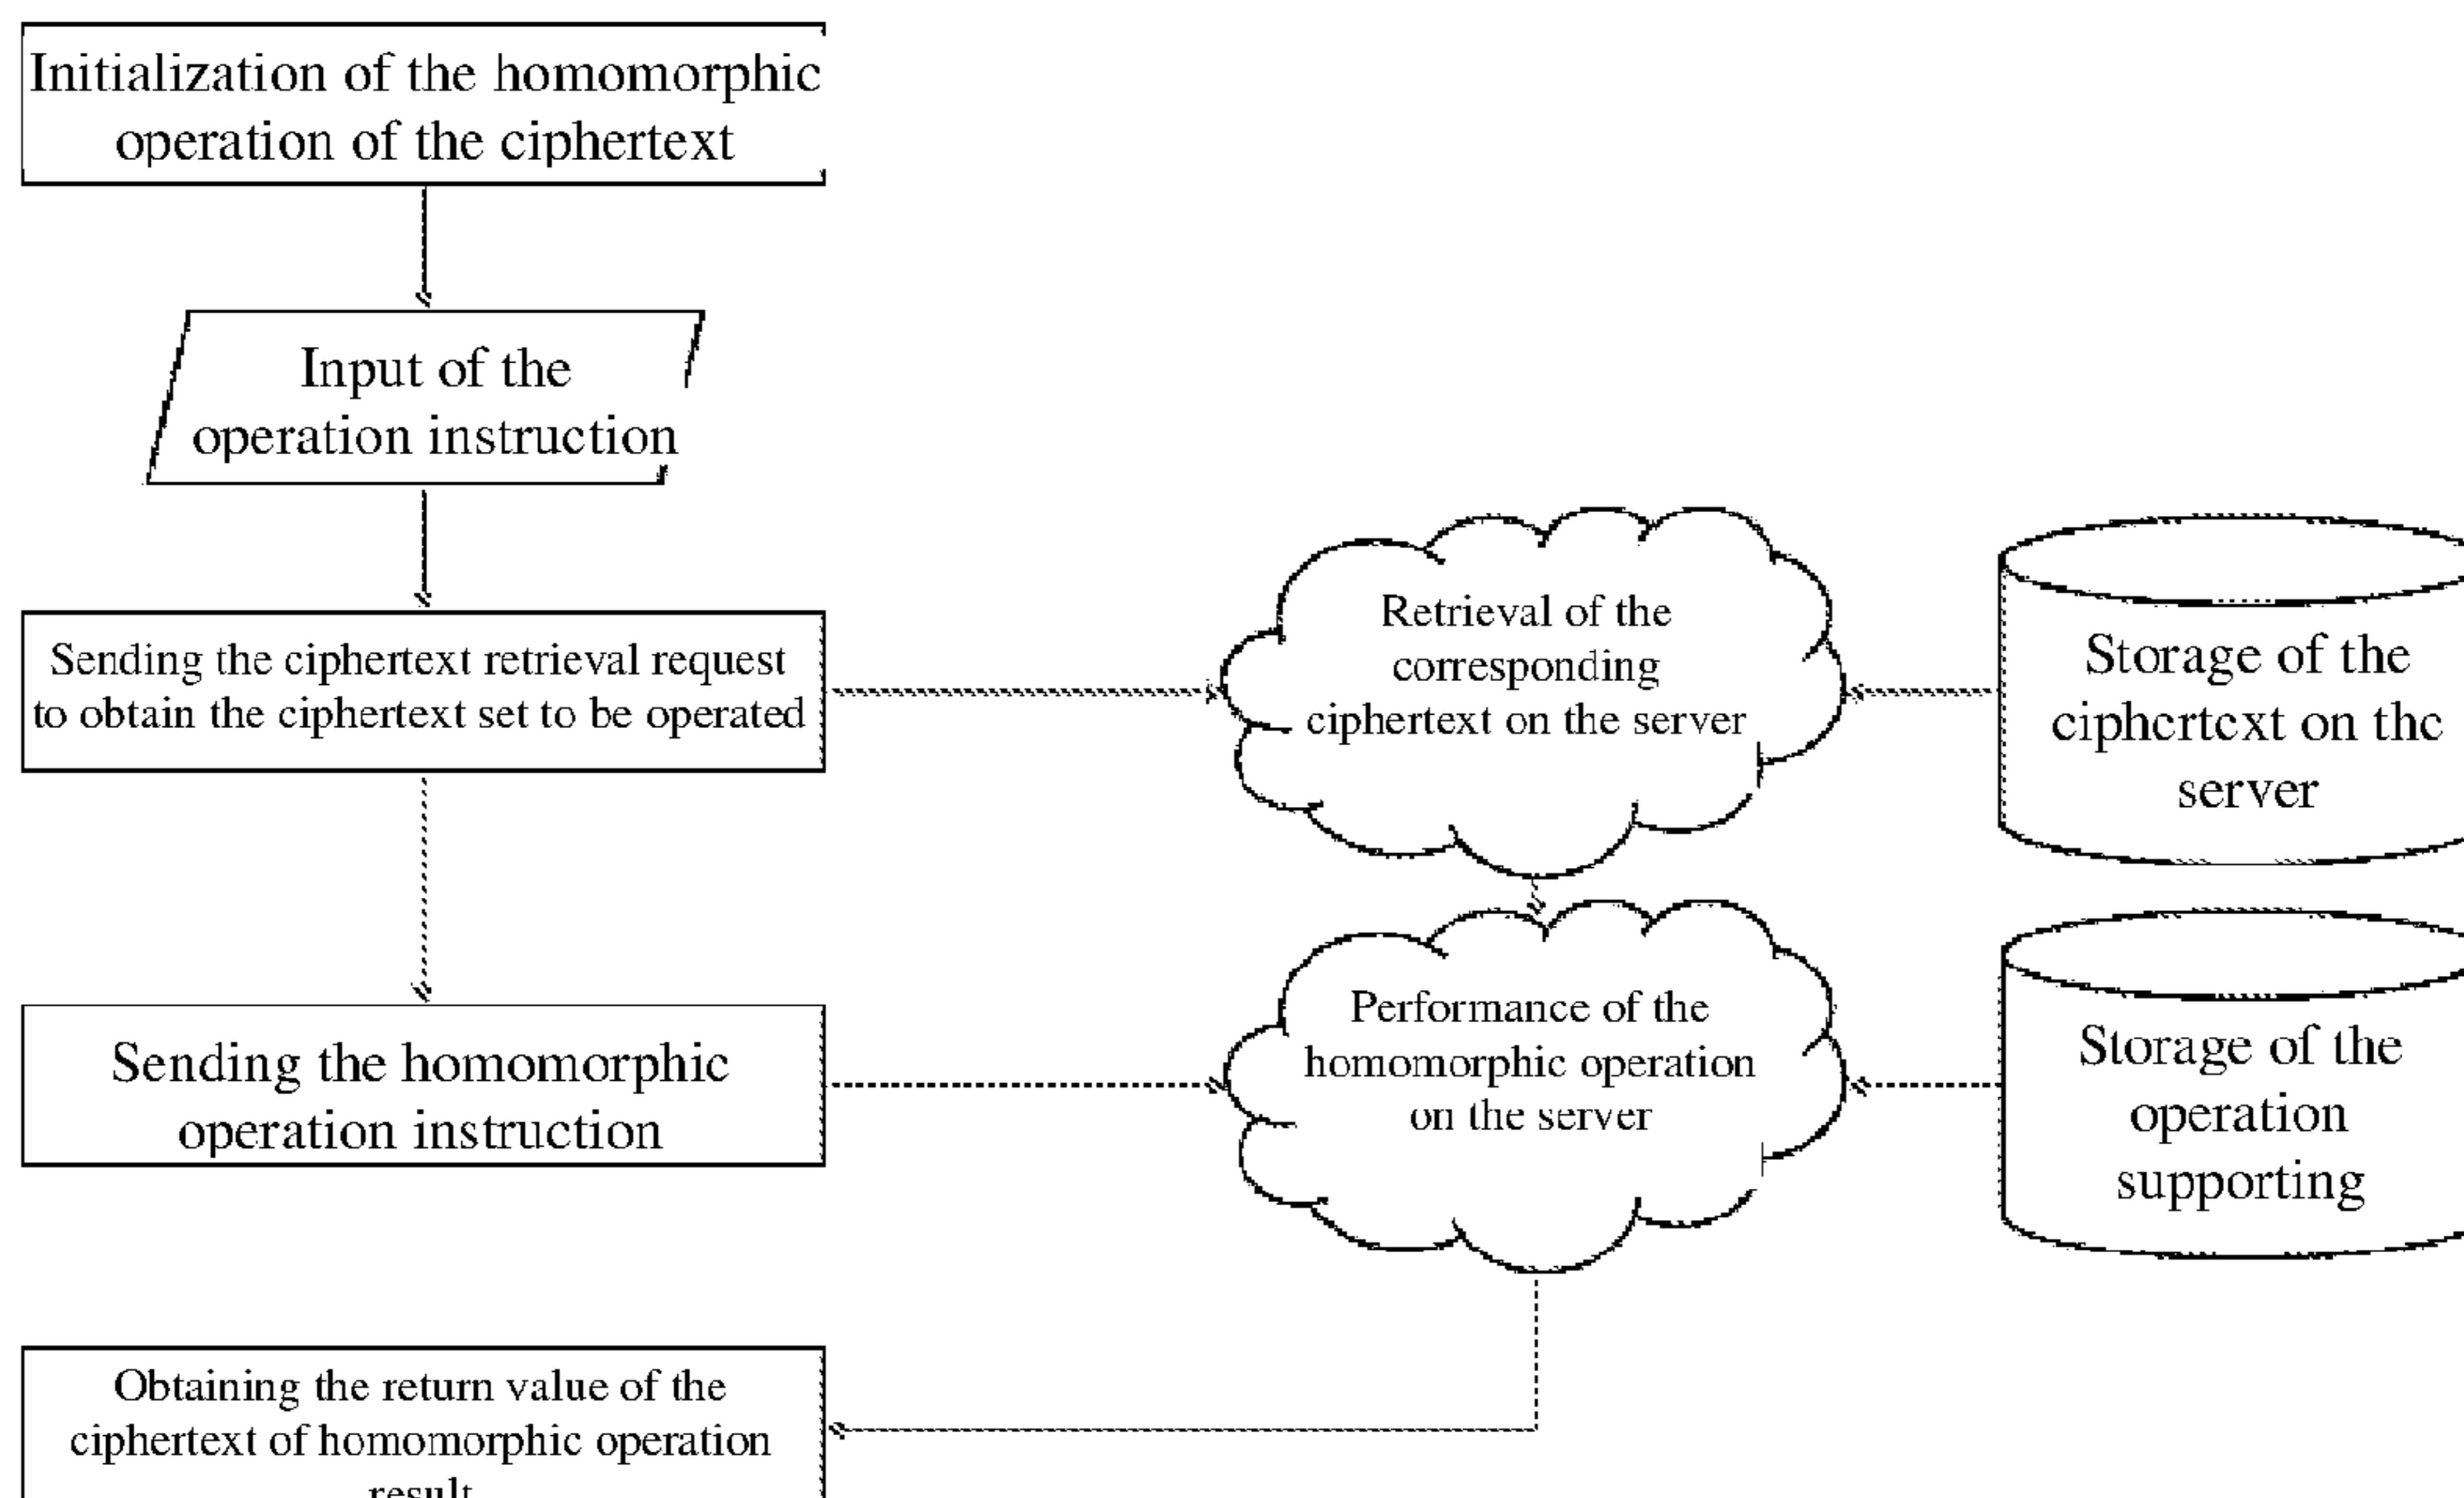 Initialization of the homomorphic
operation of the ciphertext
Input of the
operation instruction
Sending the ciphertext retrieval request
to obtain the ciphertext set to be operated
Retrieval of the
corresponding
ciphertext on the server
Storage of the
ciphertext on the
server
Sending the homomorphic
operation instruction
Performance of the
homomorphic operation
on the server
Storage of the
operation
supporting
Obtaining the return value of the
ciphertext of homomorphic operation
result